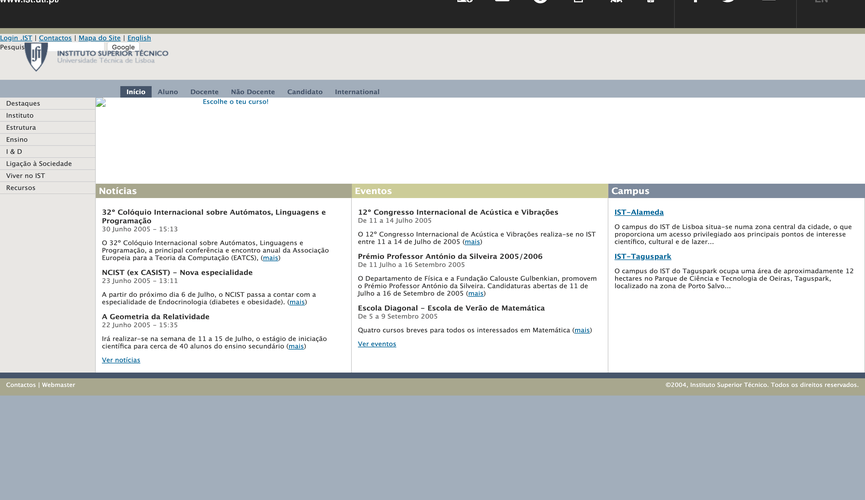 www.ist.utl.pt/
EN
Login .IST | Contactos | Mapa do Site | English
Google
INSTITUTO SUPERIOR TÉCNICO
Universidade Técnica de Lisboa
Início Aluno Docente Não Docente Candidato International
Destaques
Instituto
Estrutura
Ensino
I & D
Ligação à Sociedade
Viver no IST
Recursos
Escolhe o teu curso!
Notícias
32º Colóquio Internacional sobre Autómatos, Linguagens e
Programação
30 Junho 2005 - 15:13
O 32º Colóquio Internacional sobre Autómatos, Linguagens e
Programação, a principal conferência e encontro anual da Associação
Europeia para a Teoria da Computação (EATCS), (mais)
NCIST (ex CASIST) - Nova especialidade
23 Junho 2005 - 13:11
A partir do próximo dia 6 de Julho, o NCIST passa a contar com a
especialidade de Endocrinologia (diabetes e obesidade). (mais)
A Geometria da Relatividade
22 Junho 2005 - 15:35
Irá realizar-se na semana de 11 a 15 de Julho, o estágio de iniciação
científica para cerca de 40 alunos do ensino secundário (mais)
Ver notícias
Eventos
12º Congresso Internacional de Acústica e Vibrações
De 11 a 14 Julho 2005
O 12º Congresso Internacional de Acústica e Vibrações realiza-se no IST
entre 11 a 14 de Julho de 2005 (mais)
Prémio Professor António da Silveira 2005/2006
De 11 Julho a 16 Setembro 2005
O Departamento de Física e a Fundação Calouste Gulbenkian, promovem
o Prémio Professor António da Silveira. Candidaturas abertas de 11 de
Julho a 16 de Setembro de 2005 (mais)
Escola Diagonal - Escola de Verão de Matemática
De 5 a 9 Setembro 2005
Quatro cursos breves para todos os interessados em Matemática (mais)
Ver eventos
Campus
IST-Alameda
O campus do IST de Lisboa situa-se numa zona central da cidade, o que
proporciona um acesso privilegiado aos principais pontos de interesse
científico, cultural e de lazer...
IST-Taguspark
O campus do IST do Taguspark ocupa uma área de aproximadamente 12
hectares no Parque de Ciência e Tecnologia de Oeiras, Taguspark,
localizado na zona de Porto Salvo...
Contactos | Webmaster
©2004, Instituto Superior Técnico. Todos os direitos reservados.